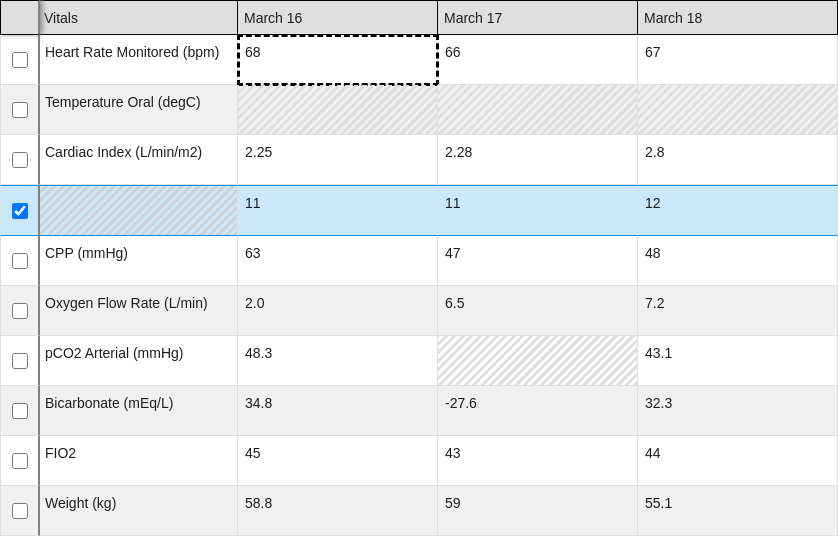 Vitals March 16 March 17 March 18
Heart Rate Monitored (bpm) 68 66 67
Temperature Oral (degC)
Cardiac Index (L/min/m2) 2.25 2.28 2.8
11 11 12
CPP (mmHg) 63 47 48
Oxygen Flow Rate (L/min) 2.0 6.5 7.2
pCO2 Arterial (mmHg) 48.3 43.1
Bicarbonate (mEq/L) 34.8 -27.6 32.3
FIO2 45 43 44
Weight (kg) 58.8 59 55.1